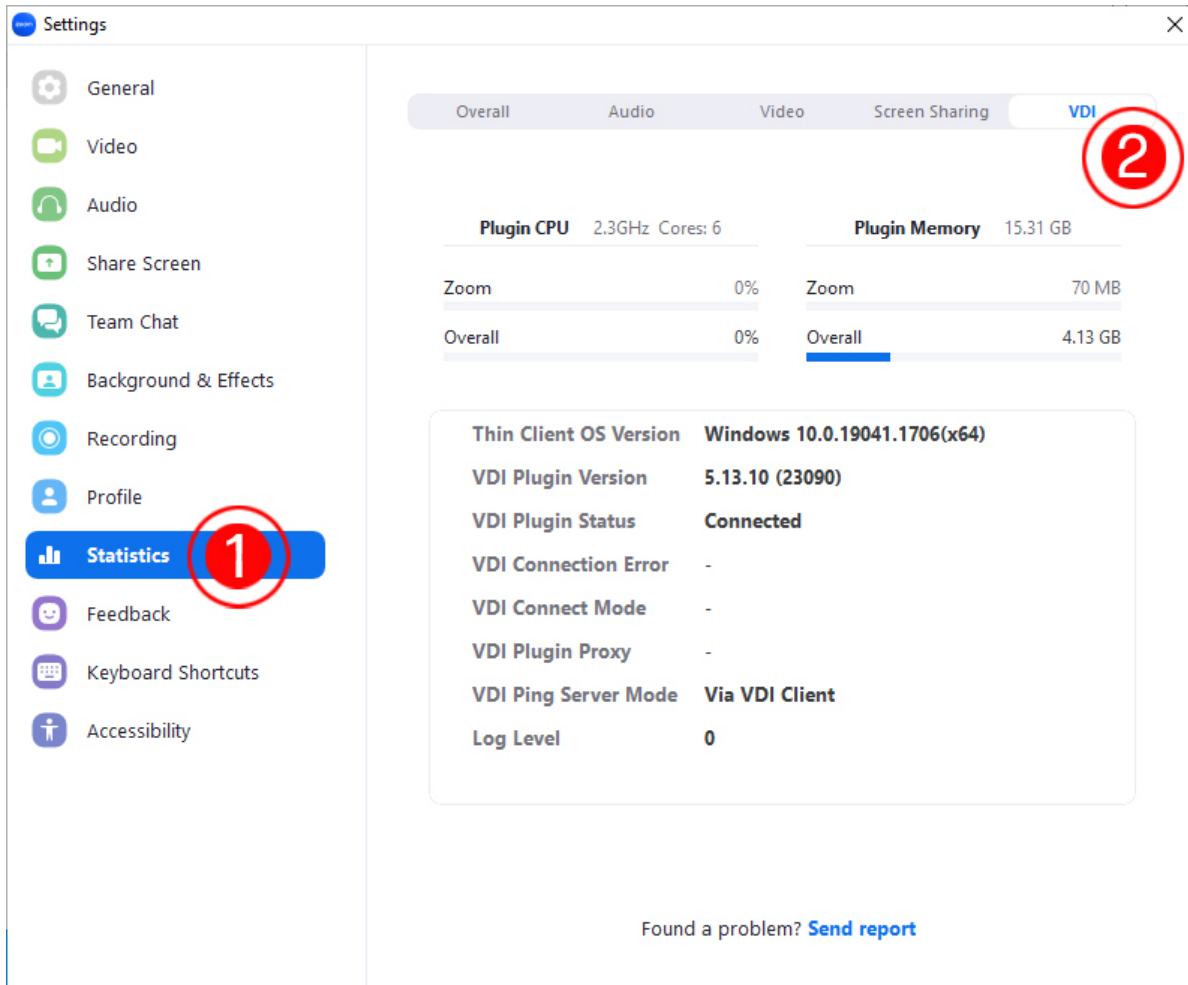 zoom Settings
General
Video
Audio
Share Screen
Team Chat
Background & Effects
Recording
Profile
Statistics 1
Feedback
Keyboard Shortcuts
Accessibility
Overall Audio Video Screen Sharing VDI
2
Plugin CPU 2.3GHz Cores: 6
Zoom 0%
Overall 0%
Plugin Memory 15.31 GB
Zoom 70 MB
Overall 4.13 GB
Thin Client OS Version Windows 10.0.19041.1706(x64)
VDI Plugin Version 5.13.10 (23090)
VDI Plugin Status Connected
VDI Connection Error -
VDI Connect Mode -
VDI Plugin Proxy -
VDI Ping Server Mode Via VDI Client
Log Level 0
Found a problem? Send report